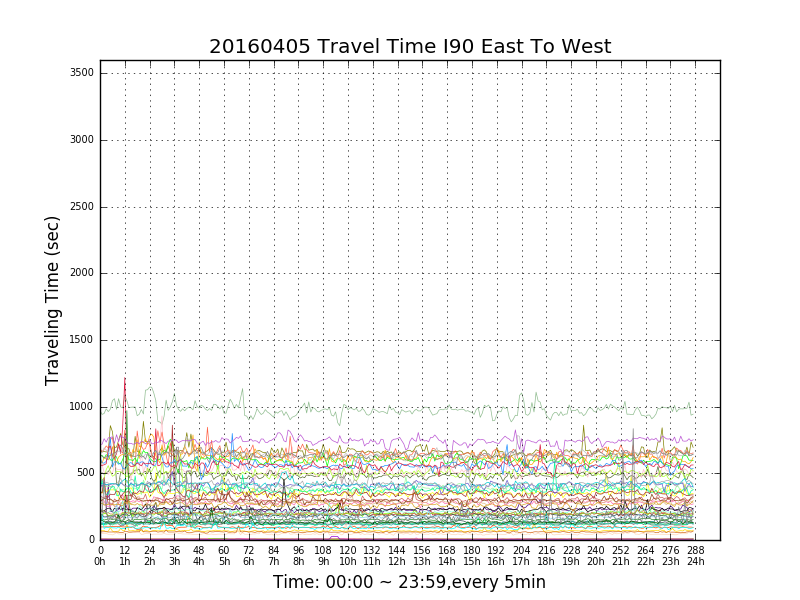 20160405 Travel Time I90 East To West
3500
3000
2500
2000
1500
1000
500
0
Traveling Time (sec)
0 12 24 36 48 60 72 84 96 108 120 132 144 156 168 180 192 204 216 228 240 252 264 276 288
0h 1h 2h 3h 4h 5h 6h 7h 8h 9h 10h 11h 12h 13h 14h 15h 16h 17h 18h 19h 20h 21h 22h 23h 24h
Time: 00:00 ~ 23:59,every 5min